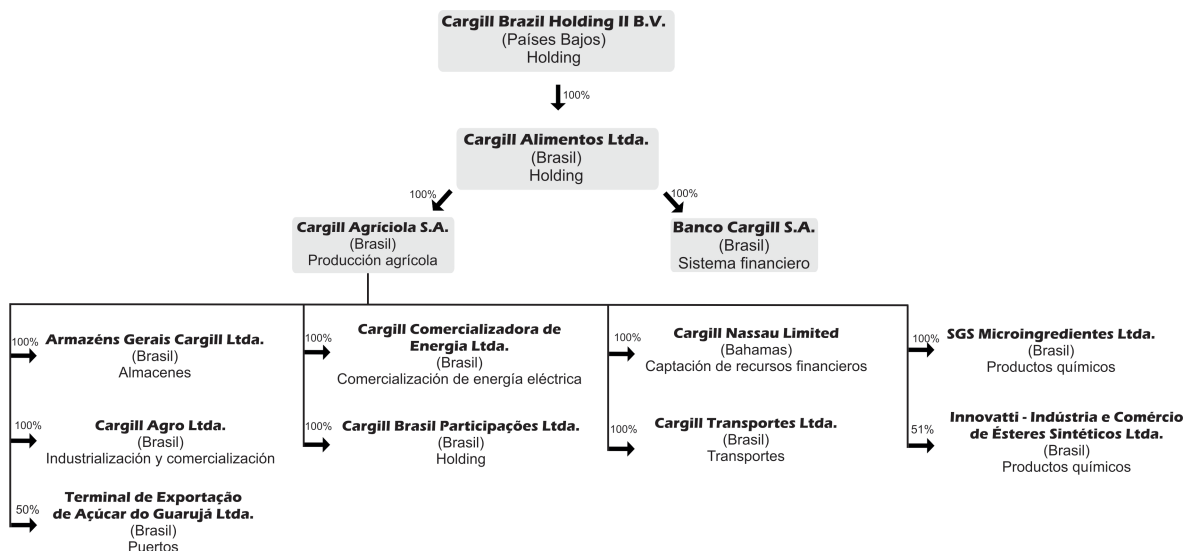 Cargill Brazil Holding II B.V.
(Países Bajos)
Holding
100%
Cargill Alimentos Ltda.
(Brasil)
Holding
100%
100%
Cargill Agríciola S.A.
(Brasil)
Producción agrícola
Banco Cargill S.A.
(Brasil)
Sistema financiero
100%
Armazéns Gerais Cargill Ltda.
(Brasil)
Almacenes
100%
Cargill Agro Ltda.
(Brasil)
Industrialización y comercialización
50%
Terminal de Exportação
de Açúcar do Guarujá Ltda.
(Brasil)
Puertos
100%
Cargill Comercializadora de
Energia Ltda.
(Brasil)
Comercialización de energía eléctrica
100%
Cargill Brasil Participações Ltda.
(Brasil)
Holding
100%
Cargill Nassau Limited
(Bahamas)
Captación de recursos financieros
100%
Cargill Transportes Ltda.
(Brasil)
Transportes
100%
SGS Microingredientes Ltda.
(Brasil)
Productos químicos
51%
Innovatti - Indústria e Comércio
de Ésteres Sintéticos Ltda.
(Brasil)
Productos químicos